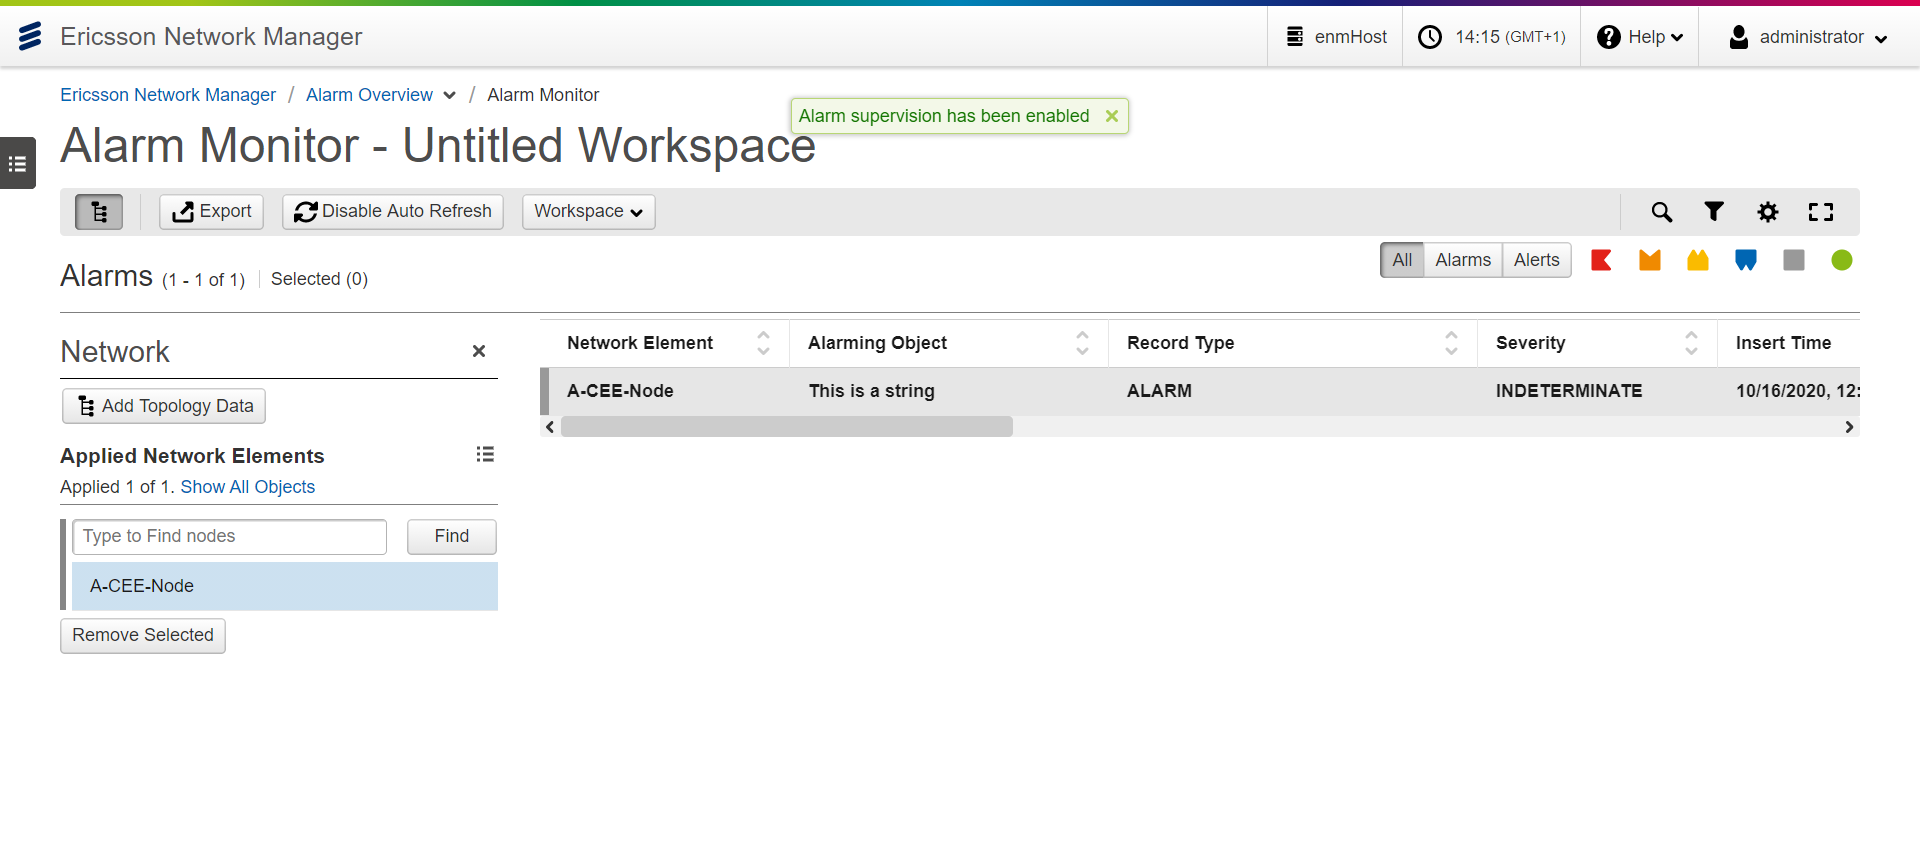 Ericsson Network Manager
enmHost
14:15 (GMT+1)
Help
administrator
Ericsson Network Manager / Alarm Overview / Alarm Monitor
Alarm supervision has been enabled
Alarm Monitor - Untitled Workspace
Export
Disable Auto Refresh
Workspace
Alarms (1 - 1 of 1) Selected (0)
All Alarms Alerts
Network
Add Topology Data
Applied Network Elements
Applied 1 of 1. Show All Objects
Type to Find nodes
Find
A-CEE-Node
Remove Selected
Network Element Alarming Object Record Type Severity Insert Time
A-CEE-Node This is a string ALARM INDETERMINATE 10/16/2020, 12: